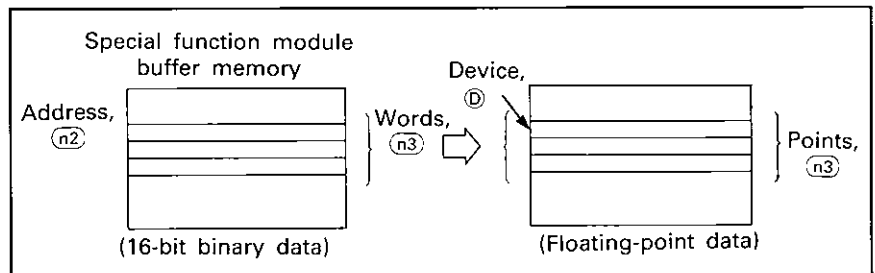 Special function module
buffer memory
Address,
n2
Words,
n3
(16-bit binary data)
Device,
D
Points,
n3
(Floating-point data)